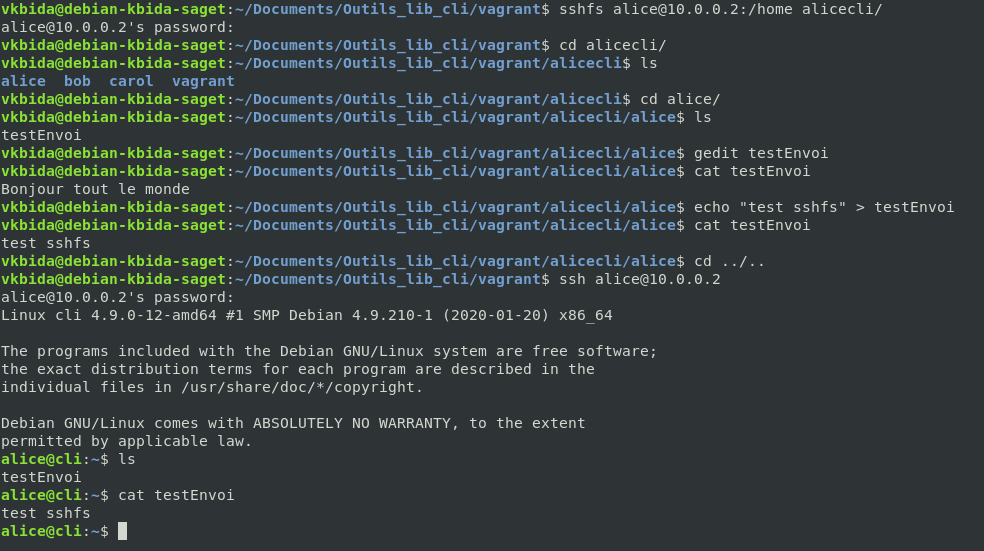 vkbida@debian-kbida-saget:~/Documents/Outils_lib_cli/vagrant$ sshfs alice@10.0.0.2:/home alicecli/
alice@10.0.0.2's password:
vkbida@debian-kbida-saget:~/Documents/Outils_lib_cli/vagrant$ cd alicecli/
vkbida@debian-kbida-saget:~/Documents/Outils_lib_cli/vagrant/alicecli$ ls
alice  bob  carol  vagrant
vkbida@debian-kbida-saget:~/Documents/Outils_lib_cli/vagrant/alicecli$ cd alice/
vkbida@debian-kbida-saget:~/Documents/Outils_lib_cli/vagrant/alicecli/alice$ ls
testEnvoi
vkbida@debian-kbida-saget:~/Documents/Outils_lib_cli/vagrant/alicecli/alice$ gedit testEnvoi
vkbida@debian-kbida-saget:~/Documents/Outils_lib_cli/vagrant/alicecli/alice$ cat testEnvoi
Bonjour tout le monde
vkbida@debian-kbida-saget:~/Documents/Outils_lib_cli/vagrant/alicecli/alice$ echo "test sshfs" > testEnvoi
vkbida@debian-kbida-saget:~/Documents/Outils_lib_cli/vagrant/alicecli/alice$ cat testEnvoi
test sshfs
vkbida@debian-kbida-saget:~/Documents/Outils_lib_cli/vagrant/alicecli/alice$ cd ../..
vkbida@debian-kbida-saget:~/Documents/Outils_lib_cli/vagrant$ ssh alice@10.0.0.2
alice@10.0.0.2's password:
Linux cli 4.9.0-12-amd64 #1 SMP Debian 4.9.210-1 (2020-01-20) x86_64

The programs included with the Debian GNU/Linux system are free software;
the exact distribution terms for each program are described in the
individual files in /usr/share/doc/*/copyright.

Debian GNU/Linux comes with ABSOLUTELY NO WARRANTY, to the extent
permitted by applicable law.
alice@cli:~$ ls
testEnvoi
alice@cli:~$ cat testEnvoi
test sshfs
alice@cli:~$